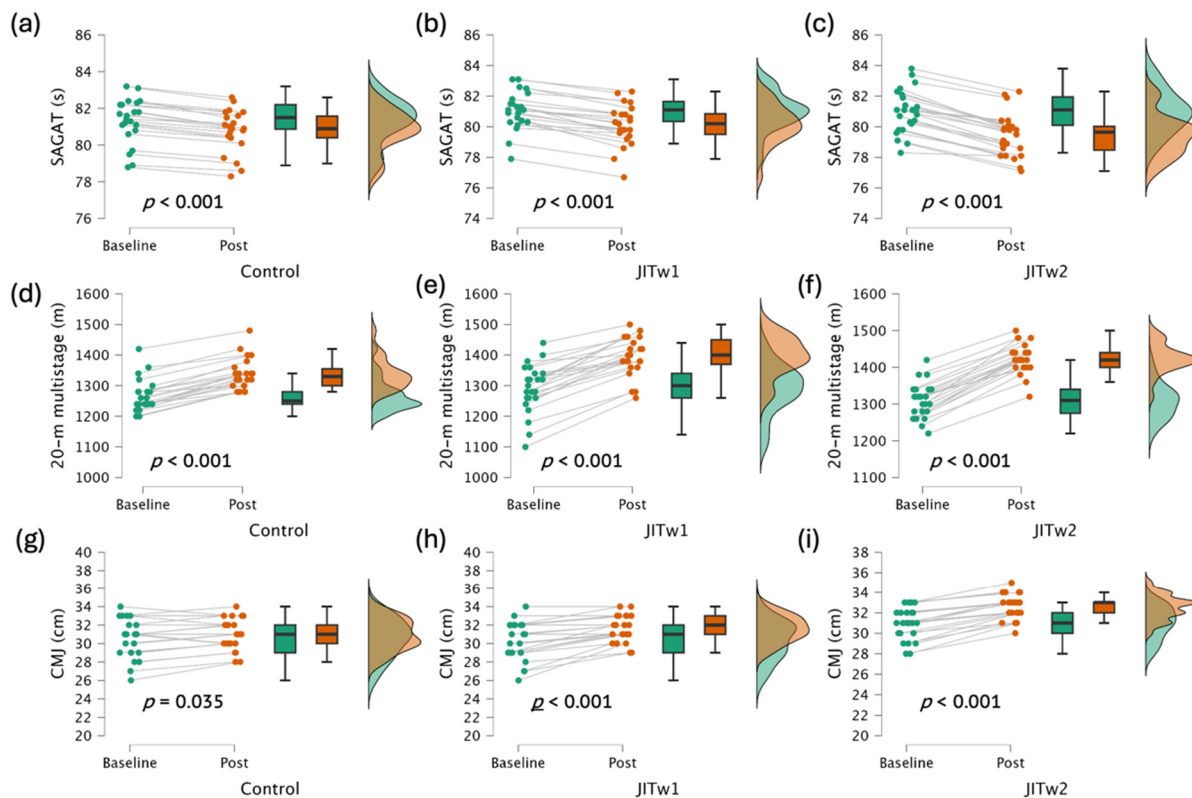 (a)
SAGAT (s)
86
84
82
80
78
76
p < 0.001
Baseline
Post
Control
(b)
SAGAT (s)
86
84
82
80
78
76
74
p < 0.001
Baseline
Post
JITw1
(c)
SAGAT (s)
86
84
82
80
78
76
74
p < 0.001
Baseline
Post
JITw2
(d)
20-m multistage (m)
1600
1500
1400
1300
1200
1100
1000
p < 0.001
Baseline
Post
Control
(e)
20-m multistage (m)
1600
1500
1400
1300
1200
1100
1000
p < 0.001
Baseline
Post
JITw1
(f)
20-m multistage (m)
1600
1500
1400
1300
1200
1100
p < 0.001
Baseline
Post
JITw2
(g)
CMJ (cm)
40
38
36
34
32
30
28
26
24
22
20
p = 0.035
Baseline
Post
Control
(h)
CMJ (cm)
40
38
36
34
32
30
28
26
24
22
20
p < 0.001
Baseline
Post
JITw1
(i)
CMJ (cm)
38
36
34
32
30
28
26
24
22
20
p < 0.001
Baseline
Post
JITw2